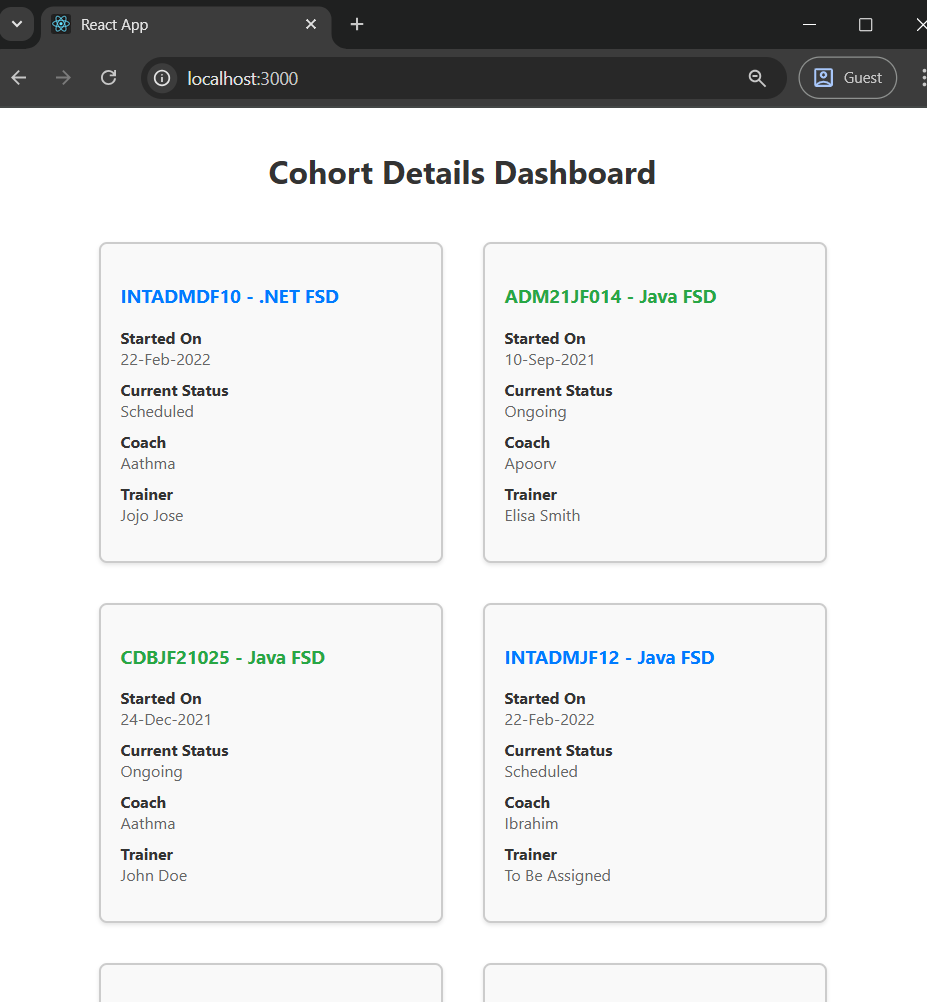 React App
localhost:3000
Guest
Cohort Details Dashboard
INTADMDF10 - .NET FSD
Started On
22-Feb-2022
Current Status
Scheduled
Coach
Aathma
Trainer
Jojo Jose
ADM21JF014 - Java FSD
Started On
10-Sep-2021
Current Status
Ongoing
Coach
Apoorv
Trainer
Elisa Smith
CDBJF21025 - Java FSD
Started On
24-Dec-2021
Current Status
Ongoing
Coach
Aathma
Trainer
John Doe
INTADMJF12 - Java FSD
Started On
22-Feb-2022
Current Status
Scheduled
Coach
Ibrahim
Trainer
To Be Assigned